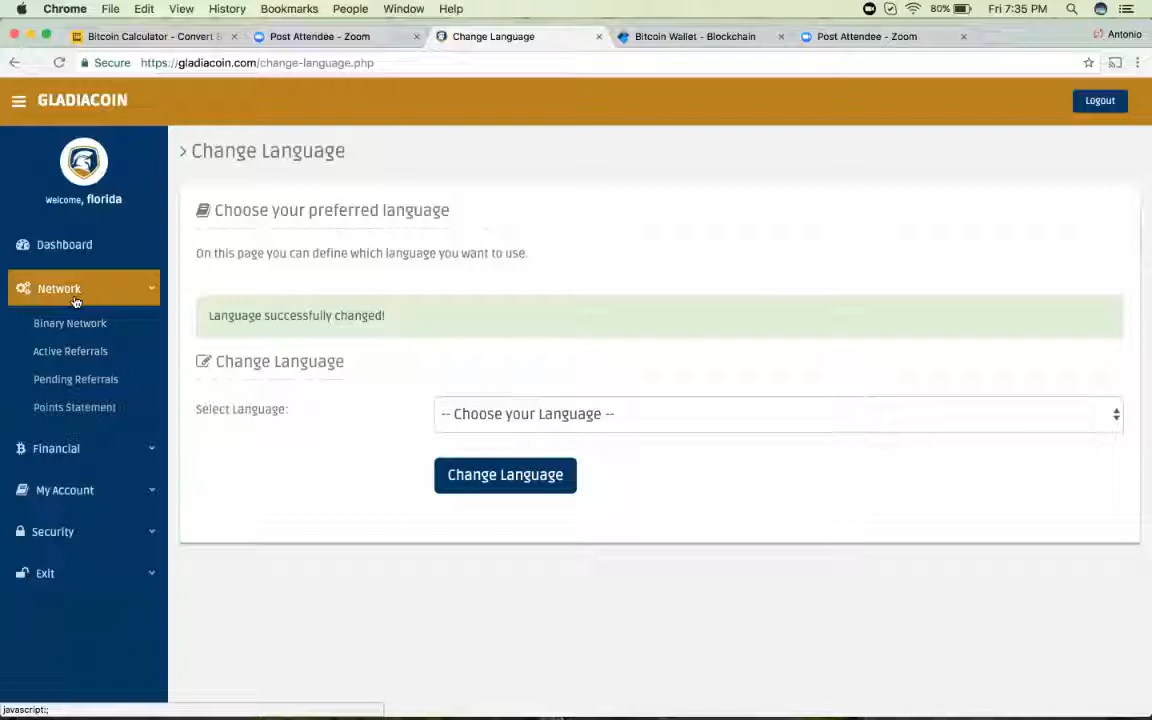 Chrome File Edit View History Bookmarks People Window Help 80% Fri 7:35 PM
Bitcoin Calculator - Convert Post Attendee - Zoom Change Language Bitcoin Wallet - Blockchain Post Attendee - Zoom Antonio
Secure https://gladiacoin.com/change-language.php
GLADIACOIN Logout
Welcome, florida
Dashboard
Network
Binary Network
Active Referrals
Pending Referrals
Points Statement
Financial
My Account
Security
Exit
> Change Language
Choose your preferred language
On this page you can define which language you want to use.
Language successfully changed!
Change Language
Select Language: -- Choose your Language --
Change Language
javascript:;